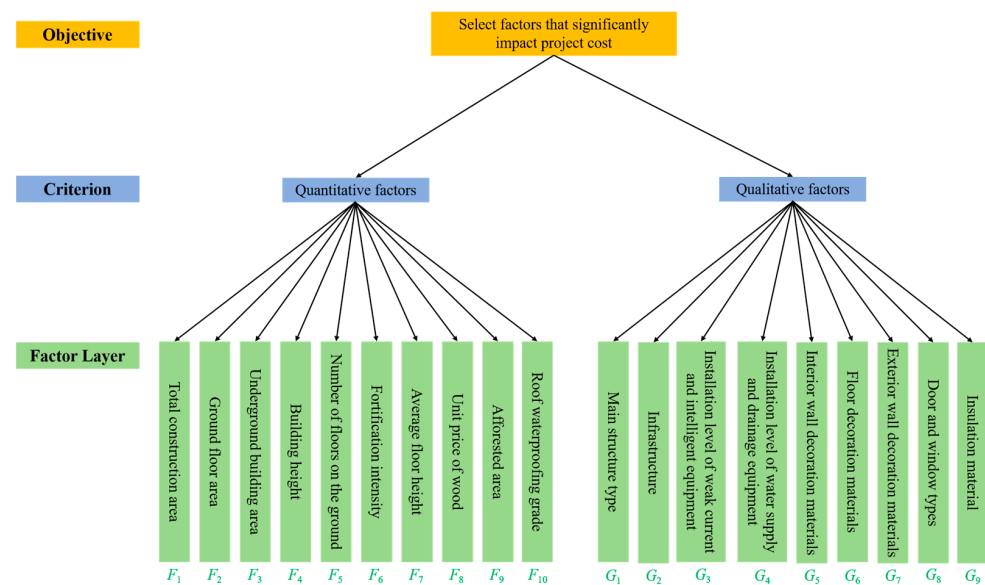 Objective
Select factors that significantly
impact project cost
Criterion
Quantitative factors
Qualitative factors
Factor Layer
Total construction area
Ground floor area
Underground building area
Building height
Number of floors on the ground
Fortification intensity
Average floor height
Unit price of wood
Afforested area
Roof waterproofing grade
Main structure type
Infrastructure
Installation level of weak current
and intelligent equipment
Installation level of water supply
and drainage equipment
Interior wall decoration materials
Floor decoration materials
Exterior wall decoration materials
Door and window types
Insulation material
F₁ F₂ F₃ F₄ F₅ F₆ F₇ F₈ F₉ F₁₀ G₁ G₂ G₃ G₄ G₅ G₆ G₇ G₈ G₉